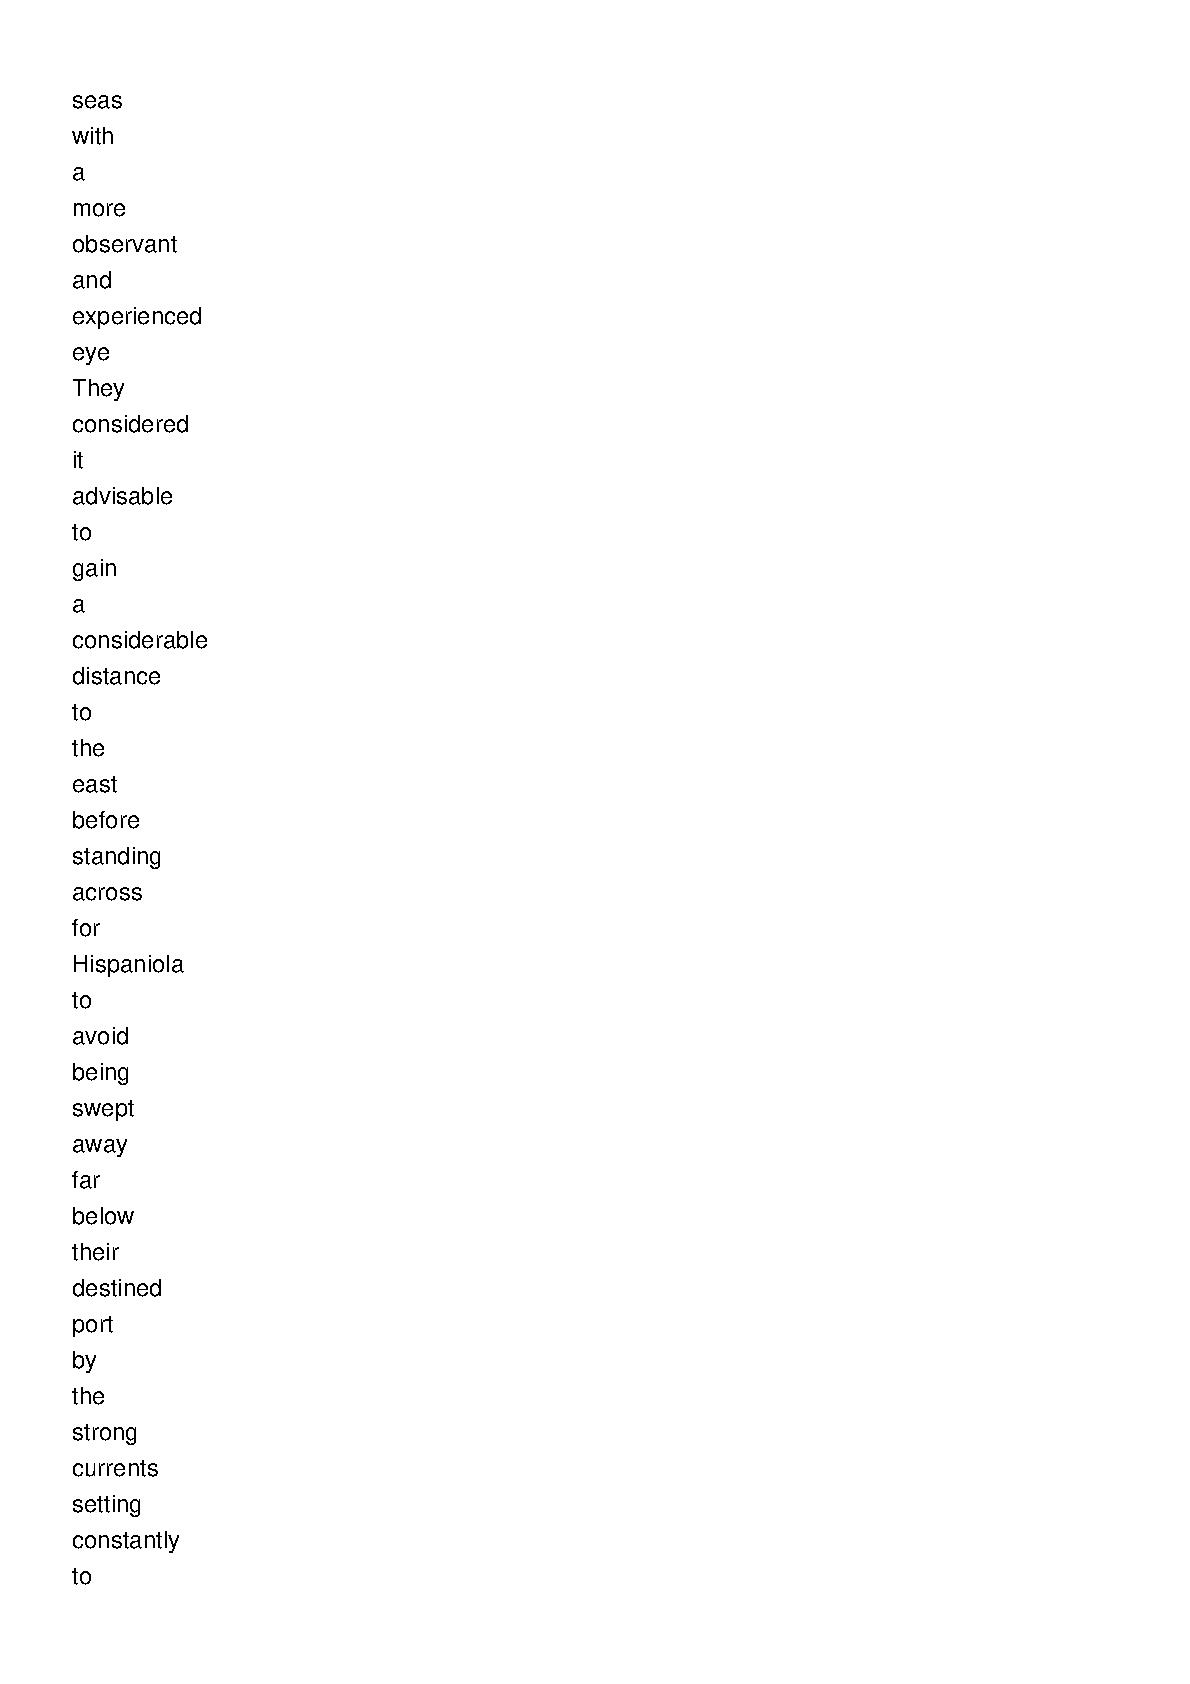 seas
with
a
more
observant
and
experienced
eye
They
considered
it
advisable
to
gain
a
considerable
distance
to
the
east
before
standing
across
for
Hispaniola
to
avoid
being
swept
away
far
below
their
destined
port
by
the
strong
currents
setting
constantly
to